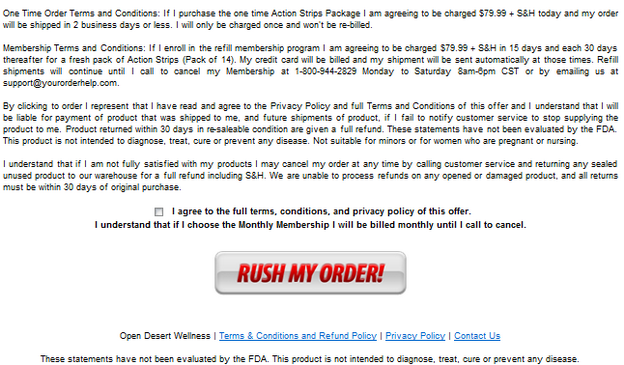 One Time Order Terms and Conditions: If I purchase the one time Action Strips Package I am agreeing to be charged $79.99 + S&H today and my order
will be shipped in 2 business days or less. I will only be charged once and won't be re-billed.
Membership Terms and Conditions: If I enroll in the refill membership program I am agreeing to be charged $79.99 + S&H in 15 days and each 30 days
thereafter for a fresh pack of Action Strips (Pack of 14). My credit card will be billed and my shipment will be sent automatically at those times. Refill
shipments will continue until I call to cancel my Membership at 1-800-944-2829 Monday to Saturday 8am-6pm CST or by emailing us at
support@yourorderhelp.com.
By clicking to order I represent that I have read and agree to the Privacy Policy and full Terms and Conditions of this offer and I understand that I will
be liable for payment of product that was shipped to me, and future shipments of product, if I fail to notify customer service to stop supplying the
product to me. Product returned within 30 days in re-saleable condition are given a full refund. These statements have not been evaluated by the FDA.
This product is not intended to diagnose, treat, cure or prevent any disease. Not suitable for minors or for women who are pregnant or nursing.
I understand that if I am not fully satisfied with my products I may cancel my order at any time by calling customer service and returning any sealed
unused product to our warehouse for a full refund including S&H. We are unable to process refunds on any opened or damaged product, and all returns
must be within 30 days of original purchase.
I agree to the full terms, conditions, and privacy policy of this offer.
I understand that if I choose the Monthly Membership I will be billed monthly until I call to cancel.
RUSH MY ORDER!
Open Desert Wellness | Terms & Conditions and Refund Policy | Privacy Policy | Contact Us
These statements have not been evaluated by the FDA. This product is not intended to diagnose, treat, cure or prevent any disease.